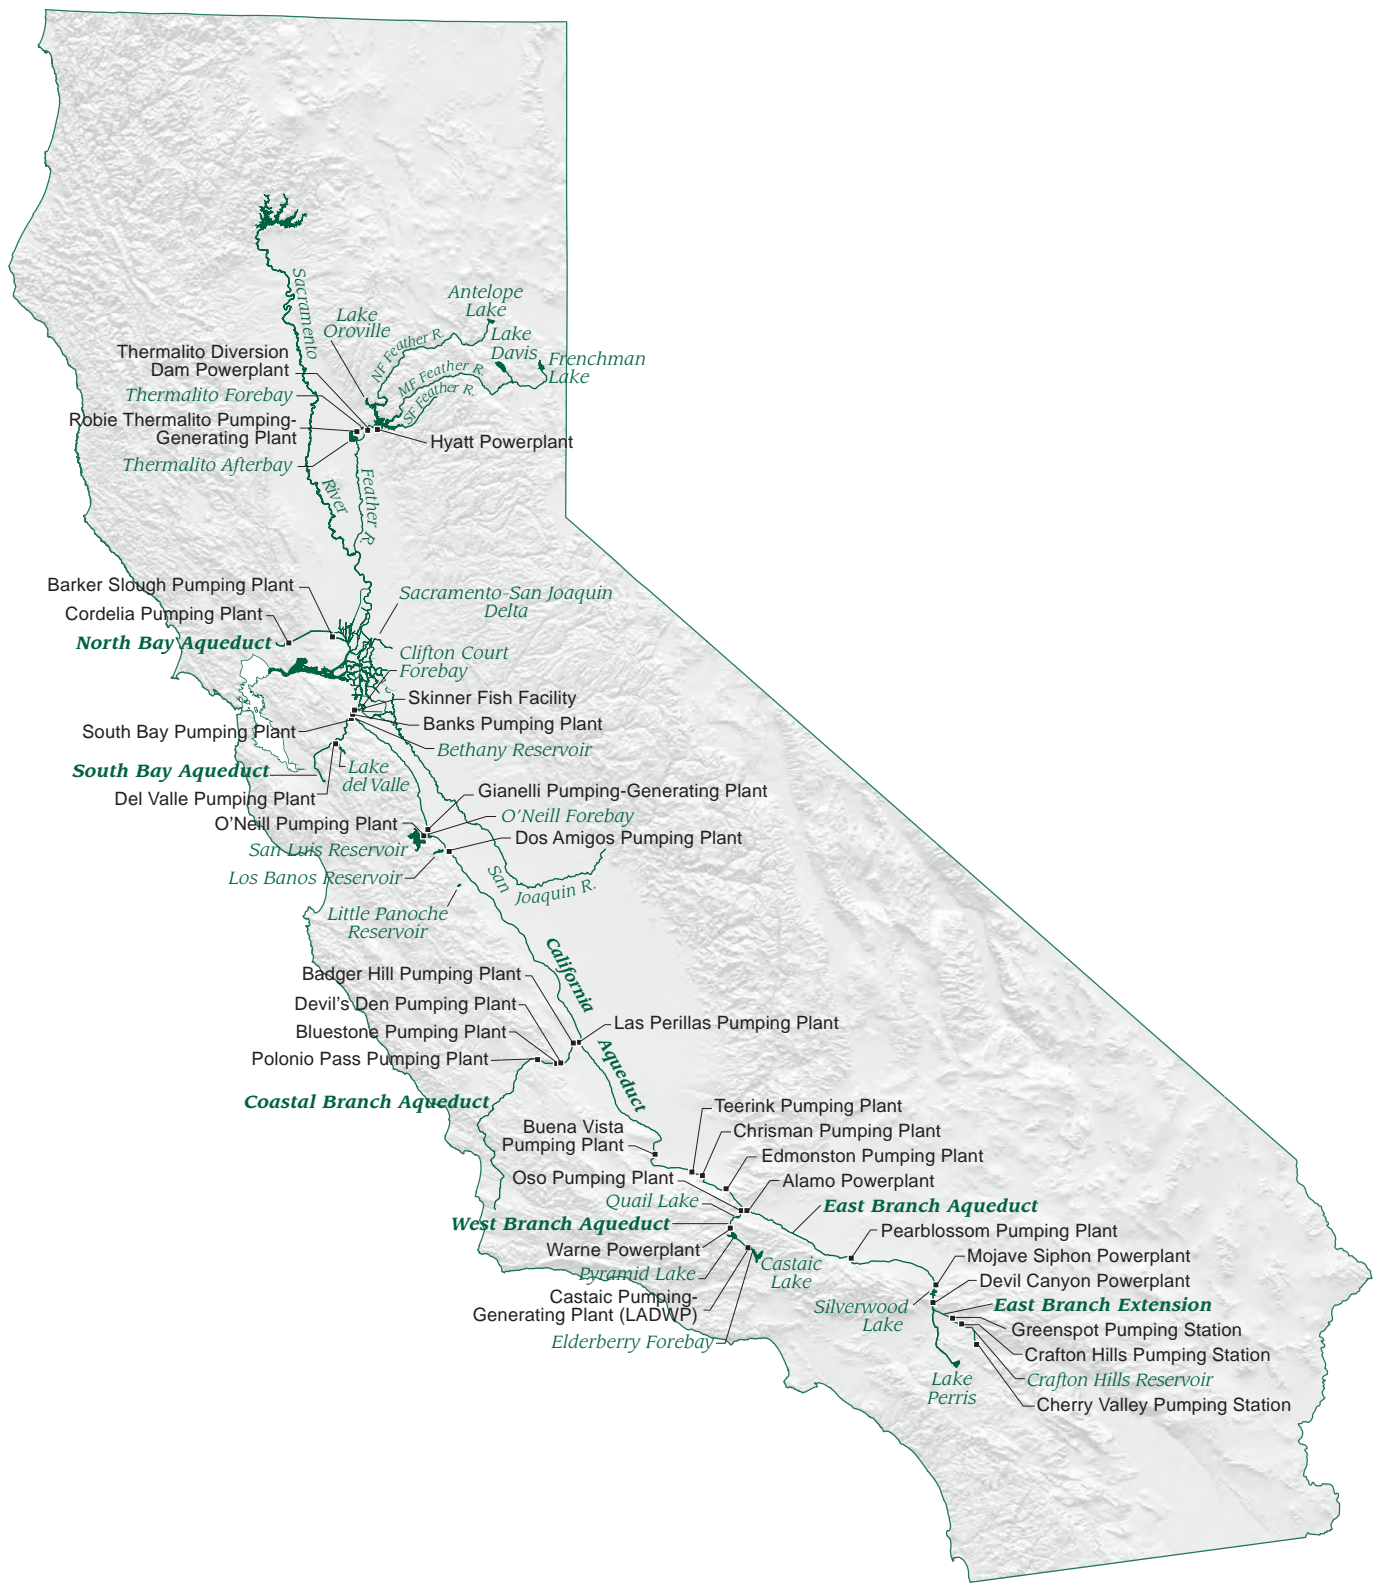 Sacramento
River
Antelope
Lake
Lake
Oroville
NF Feather R.
Lake
Davis
Frenchman
Lake
MF Feather R.
SF Feather R.
Thermalito Diversion
Dam Powerplant
Thermalito Forebay
Robie Thermalito Pumping-
Generating Plant
Hyatt Powerplant
Thermalito Afterbay
Feather R.
Barker Slough Pumping Plant
Cordelia Pumping Plant
North Bay Aqueduct
Sacramento-San Joaquin
Delta
Clifton Court
Forebay
Skinner Fish Facility
Banks Pumping Plant
South Bay Pumping Plant
Bethany Reservoir
South Bay Aqueduct
Lake
del Valle
Del Valle Pumping Plant
Gianelli Pumping-Generating Plant
O'Neill Forebay
O'Neill Pumping Plant
Dos Amigos Pumping Plant
San Luis Reservoir
Los Banos Reservoir
San
Joaquin R.
Little Panoche
Reservoir
California
Aqueduct
Badger Hill Pumping Plant
Devil's Den Pumping Plant
Las Perillas Pumping Plant
Bluestone Pumping Plant
Polonio Pass Pumping Plant
Coastal Branch Aqueduct
Teerink Pumping Plant
Buena Vista
Pumping Plant
Chrisman Pumping Plant
Edmonston Pumping Plant
Oso Pumping Plant
Alamo Powerplant
Quail Lake
East Branch Aqueduct
West Branch Aqueduct
Pearblossom Pumping Plant
Warne Powerplant
Mojave Siphon Powerplant
Pyramid Lake
Castaic
Lake
Devil Canyon Powerplant
Castaic Pumping-
Generating Plant (LADWP)
Silverwood
Lake
East Branch Extension
Greenspot Pumping Station
Elderberry Forebay
Crafton Hills Pumping Station
Lake
Perris
Crafton Hills Reservoir
Cherry Valley Pumping Station